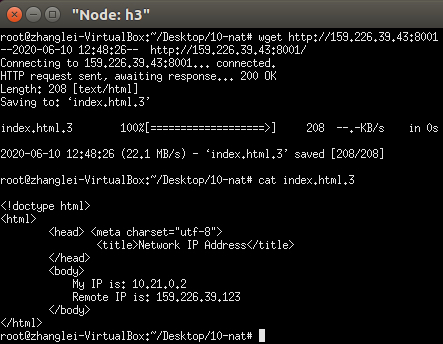 "Node: h3"
root@zhanglei-VirtualBox:~/Desktop/10-nat# wget http://159.226.39.43:8001
--2020-06-10 12:48:26--  http://159.226.39.43:8001/
Connecting to 159.226.39.43:8001... connected.
HTTP request sent, awaiting response... 200 OK
Length: 208 [text/html]
Saving to: ‘index.html.3’
index.html.3        100%[===================>]     208  --.-KB/s    in 0s
2020-06-10 12:48:26 (22.1 MB/s) - ‘index.html.3’ saved [208/208]
root@zhanglei-VirtualBox:~/Desktop/10-nat# cat index.html.3
<!doctype html>
<html>
        <head> <meta charset="utf-8">
                <title>Network IP Address</title>
        </head>
        <body>
            My IP is: 10.21.0.2
            Remote IP is: 159.226.39.123
        </body>
</html>
root@zhanglei-VirtualBox:~/Desktop/10-nat#